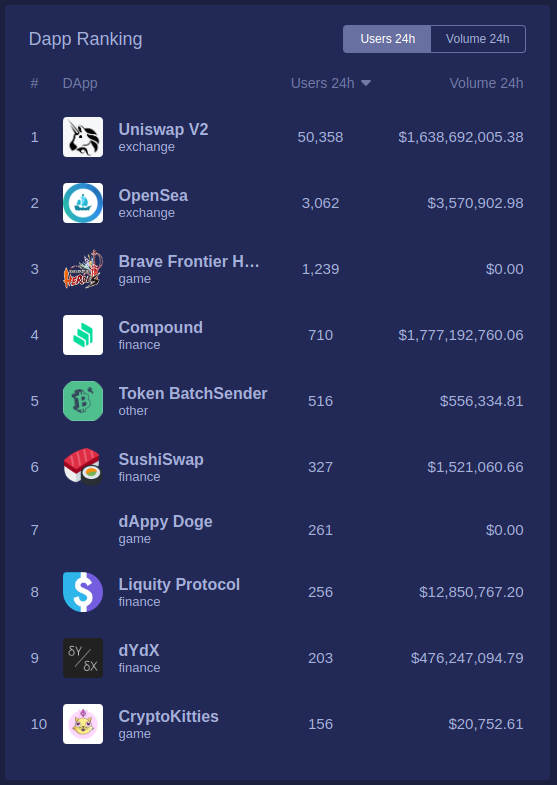 Dapp Ranking
Users 24h Volume 24h
# DApp Users 24h Volume 24h
1 Uniswap V2 50,358 $1,638,692,005.38
exchange
2 OpenSea 3,062 $3,570,902.98
exchange
3 Brave Frontier H... 1,239 $0.00
game
HEROES
4 Compound 710 $1,777,192,760.06
finance
5 Token BatchSender 516 $556,334.81
other
6 SushiSwap 327 $1,521,060.66
finance
7 dAppy Doge 261 $0.00
game
8 Liquity Protocol 256 $12,850,767.20
finance
9 dYdX 203 $476,247,094.79
finance
δY/δX
10 CryptoKitties 156 $20,752.61
game